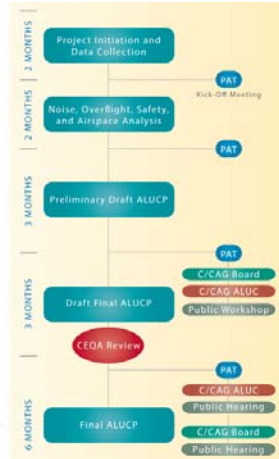 2 MONTHS
Project Initiation and
Data Collection
PAT
Kick-Off Meeting
2 MONTHS
Noise, Overflight, Safety,
and Airspace Analysis
PAT
3 MONTHS
Preliminary Draft ALUCP
PAT
C/CAG Board
C/CAG ALUC
Public Workshop
3 MONTHS
Draft Final ALUCP
CEQA Review
PAT
C/CAG ALUC
Public Hearing
6 MONTHS
Final ALUCP
C/CAG Board
Public Hearing